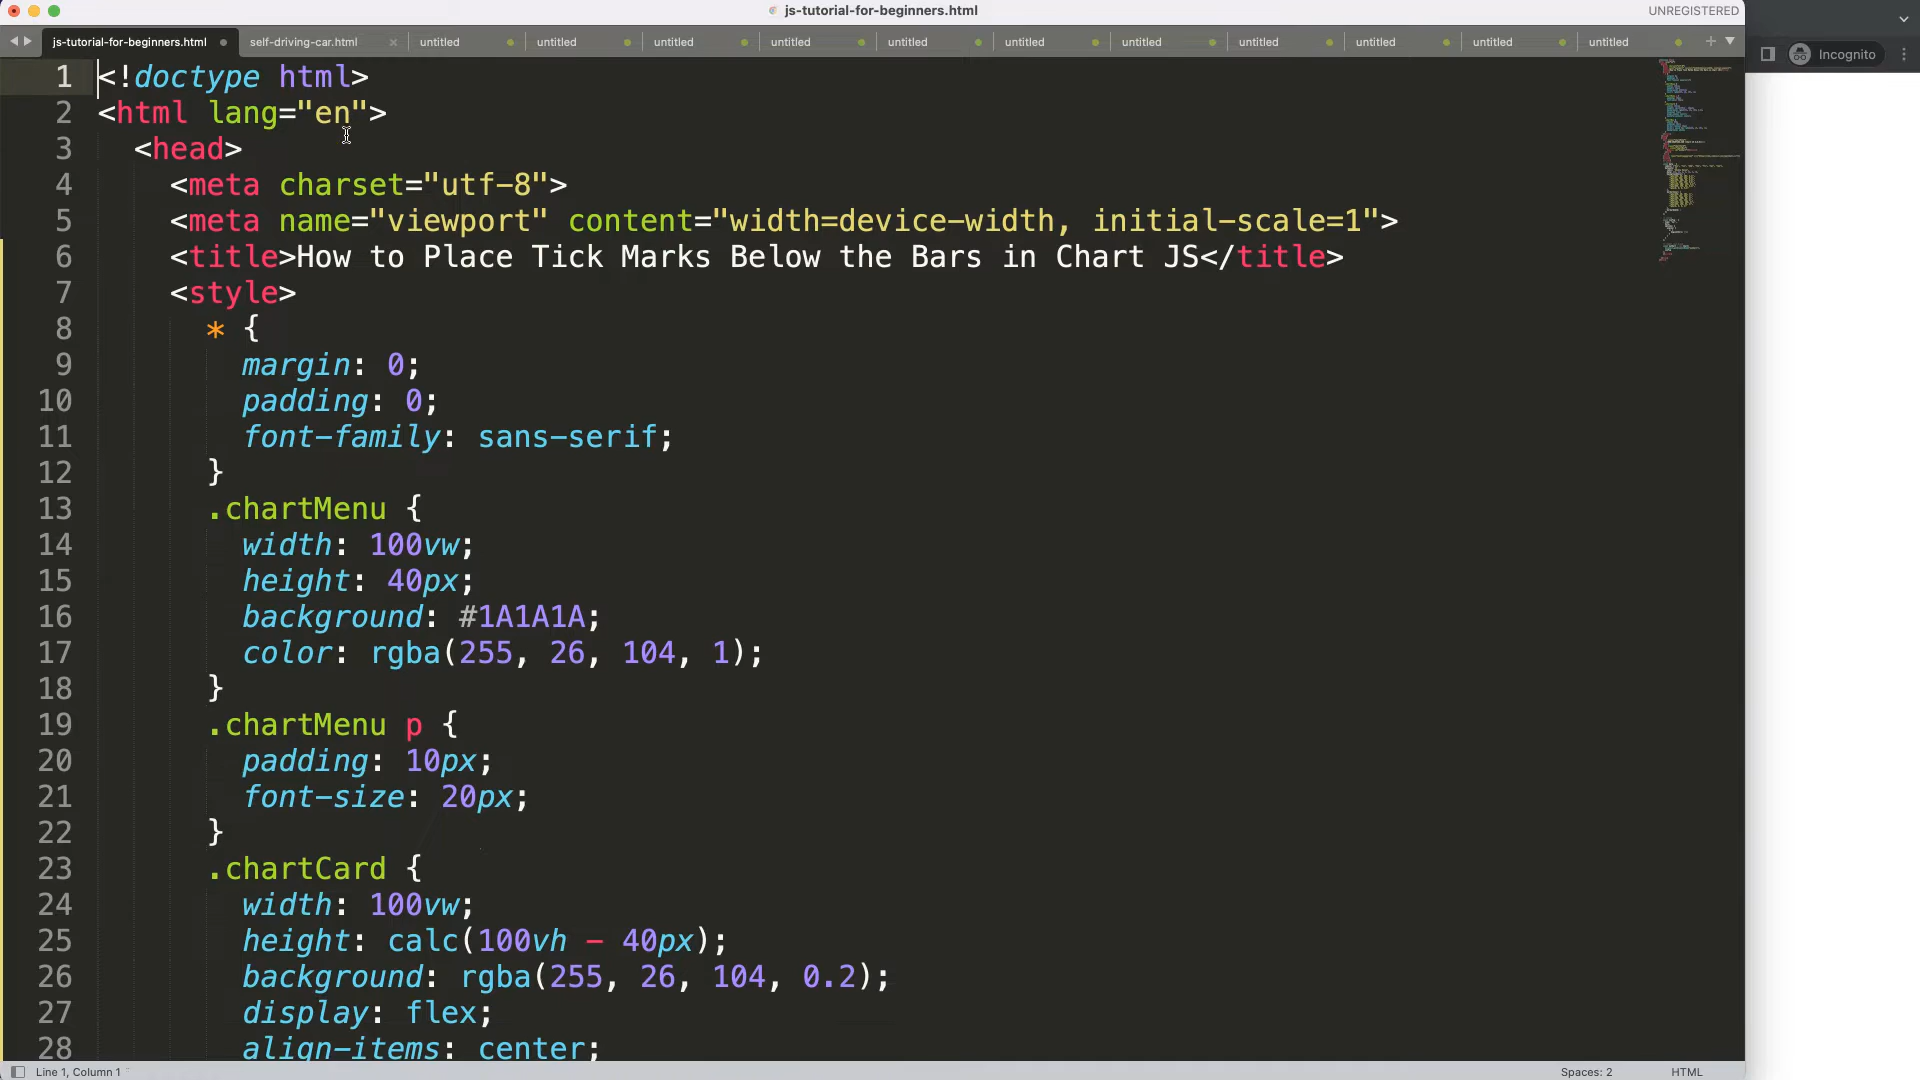 js-tutorial-for-beginners.html
UNREGISTERED
js-tutorial-for-beginners.html self-driving-car.html untitled untitled untitled untitled untitled untitled untitled untitled untitled untitled untitled
Incognito
1 <!doctype html>
2 <html lang="en">
3 <head>
4 <meta charset="utf-8">
5 <meta name="viewport" content="width=device-width, initial-scale=1">
6 <title>How to Place Tick Marks Below the Bars in Chart JS</title>
7 <style>
8 * {
9 margin: 0;
10 padding: 0;
11 font-family: sans-serif;
12 }
13 .chartMenu {
14 width: 100vw;
15 height: 40px;
16 background: #1A1A1A;
17 color: rgba(255, 26, 104, 1);
18 }
19 .chartMenu p {
20 padding: 10px;
21 font-size: 20px;
22 }
23 .chartCard {
24 width: 100vw;
25 height: calc(100vh - 40px);
26 background: rgba(255, 26, 104, 0.2);
27 display: flex;
28 align-items: center;
Line 1, Column 1
Spaces: 2
HTML